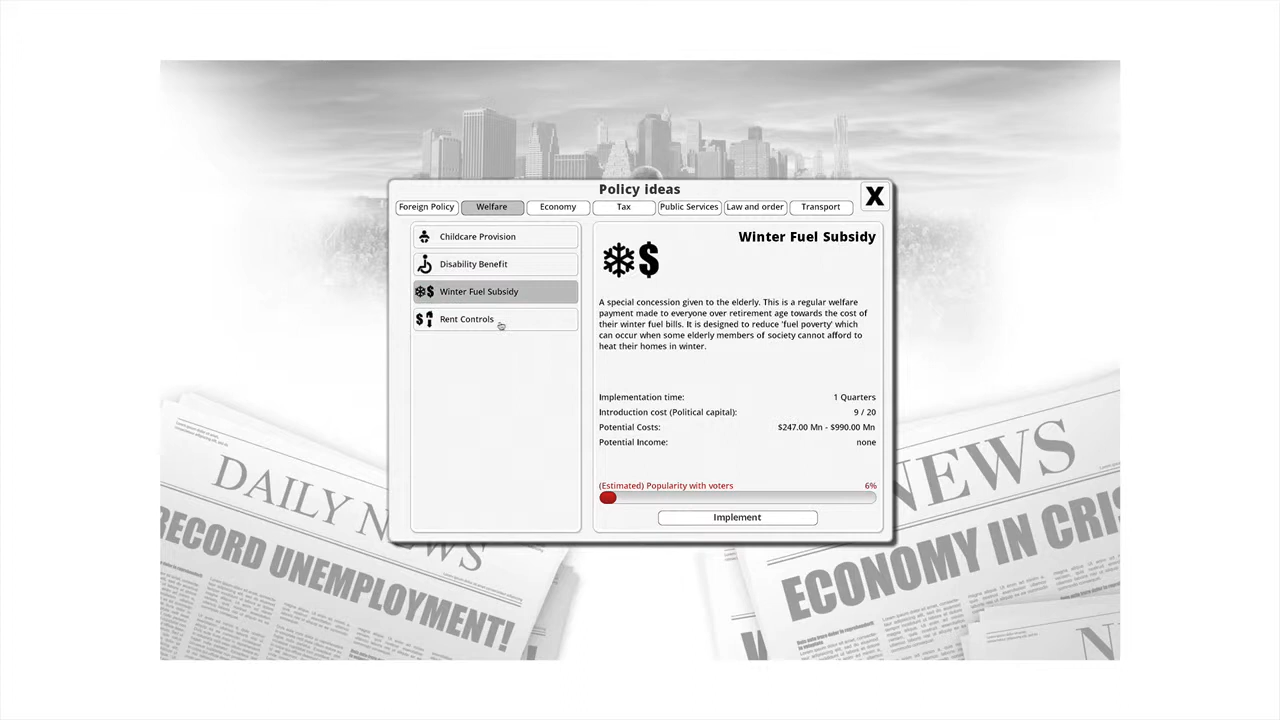 Policy ideas
X
Foreign Policy
Welfare
Economy
Tax
Public Services
Law and order
Transport
Childcare Provision
Disability Benefit
Winter Fuel Subsidy
Rent Controls
Winter Fuel Subsidy
$
A special concession given to the elderly. This is a regular welfare
payment made to everyone over retirement age towards the cost of
their winter fuel bills. It is designed to reduce 'fuel poverty' which
can occur when some elderly members of society cannot afford to
heat their homes in winter.
Implementation time: 1 Quarters
Introduction cost (Political capital): 9 / 20
Potential Costs: $247.00 Mn - $990.00 Mn
Potential Income: none
(Estimated) Popularity with voters 6%
Implement
DAILY NEWS
RECORD UNEMPLOYMENT!
NEWS
ECONOMY IN CRIS